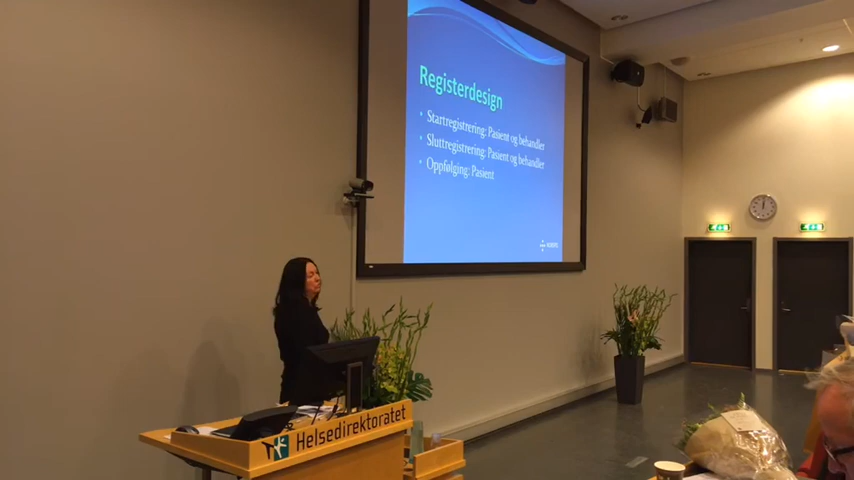 Registerdesign
Startregistrering: Pasient og behandler
Sluttregistrering: Pasient og behandler
Oppfølging: Pasient
Helsedirektoratet